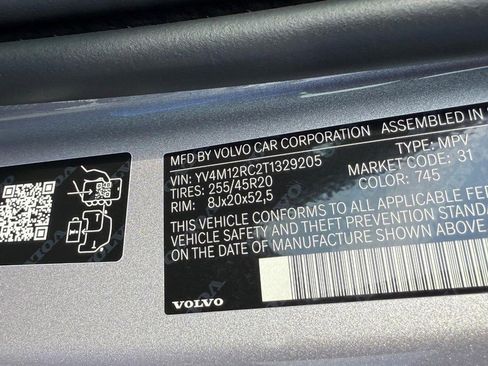 MFD BY VOLVO CAR CORPORATION ASSEMBLED IN
VIN: YV4M12RC2T1329205 TYPE: MPV
TIRES: 255/45R20 MARKET CODE: 31
RIM: 8Jx20x52,5 COLOR: 745
THIS VEHICLE CONFORMS TO ALL APPLICABLE
VEHICLE SAFETY AND THEFT PREVENTION STANDA
ON THE DATE OF MANUFACTURE SHOWN ABOVE
VOLVO